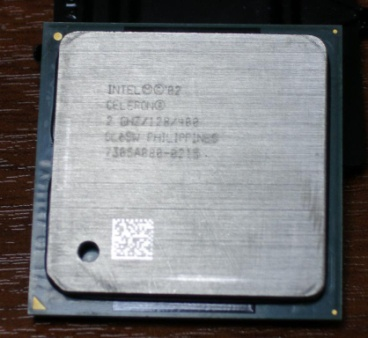 INTEL Ⓜ Ⓒ '02
CELERON®
2 GHZ/128/400
PHILIPPINES